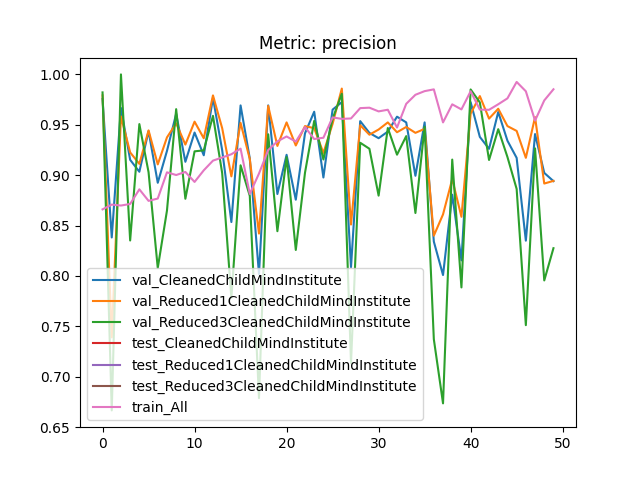 Metric: precision
1.00
0.95
0.90
0.85
0.80
0.75
0.70
0.65
val_CleanedChildMindInstitute
val_Reduced1CleanedChildMindInstitute
val_Reduced3CleanedChildMindInstitute
test_CleanedChildMindInstitute
test_Reduced1CleanedChildMindInstitute
test_Reduced3CleanedChildMindInstitute
train_All
0 10 20 30 40 50